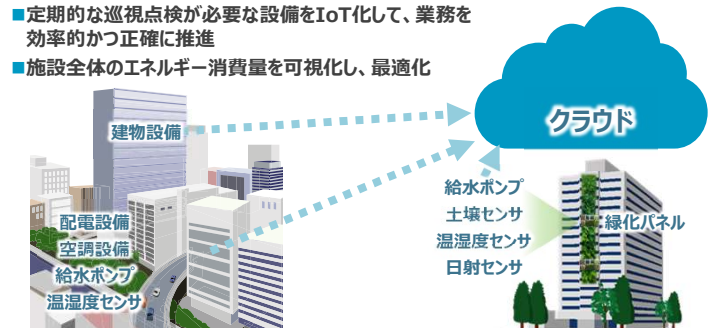 ■定期的な巡視点検が必要な設備をIoT化して、業務を
効率的かつ正確に推進
■施設全体のエネルギー消費量を可視化し、最適化
クラウド
建物設備
配電設備
空調設備
給水ポンプ
温湿度センサ
給水ポンプ
土壌センサ
温湿度センサ
日射センサ
緑化パネル